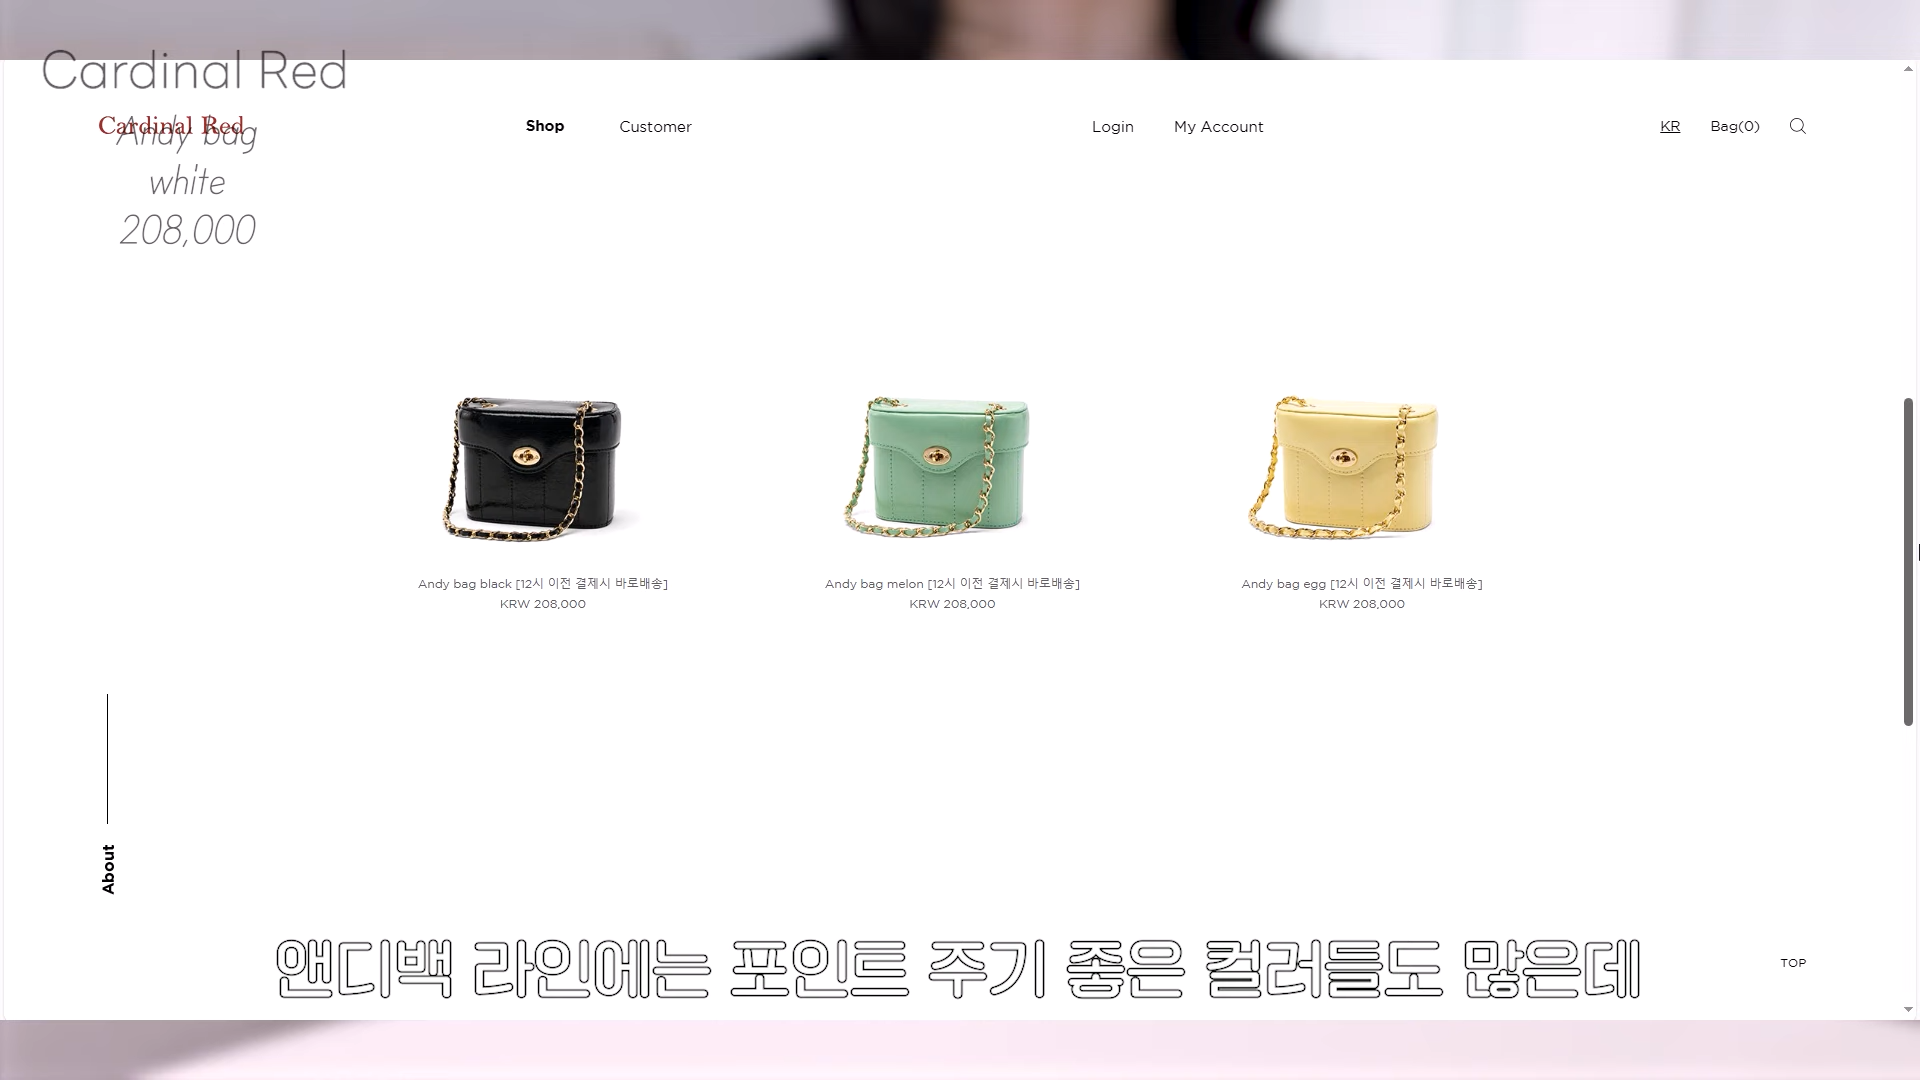 Cardinal Red
Andy bag
white
208,000
Cardinal Red
Shop
Customer
Login
My Account
KR
Bag(0)
Andy bag black [12시 이전 결제시 바로배송]
KRW 208,000
Andy bag melon [12시 이전 결제시 바로배송]
KRW 208,000
Andy bag egg [12시 이전 결제시 바로배송]
KRW 208,000
About
앤디백 라인에는 포인트 주기 좋은 컬러들도 많은데
TOP